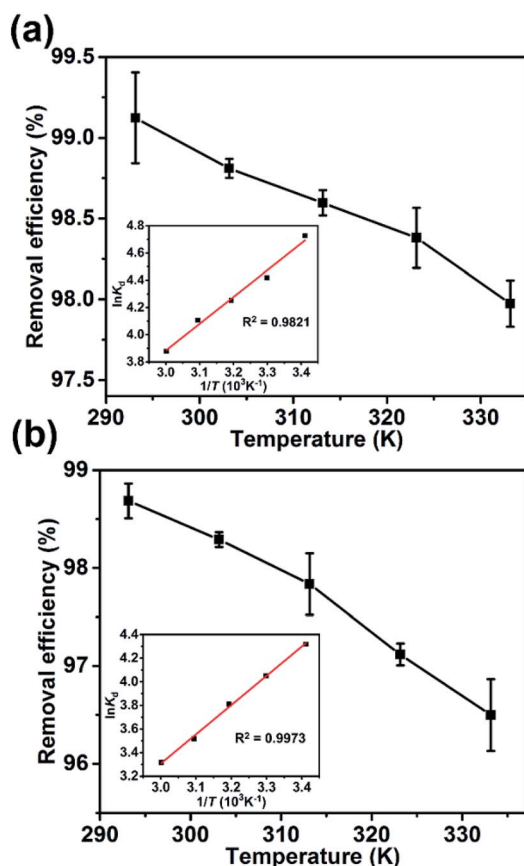 (a)
99.5
99.0
98.5
98.0
97.5
Removal efficiency (%)
4.8
4.6
4.4
4.2
4.0
3.8
lnKd
R² = 0.9821
3.0 3.1 3.2 3.3 3.4
1/T (10³K⁻¹)
290 300 310 320 330
Temperature (K)
(b)
99
98
97
96
Removal efficiency (%)
4.4
4.2
4.0
3.8
3.6
3.4
3.2
lnKd
R² = 0.9973
3.0 3.1 3.2 3.3 3.4
1/T (10³K⁻¹)
290 300 310 320 330
Temperature (K)